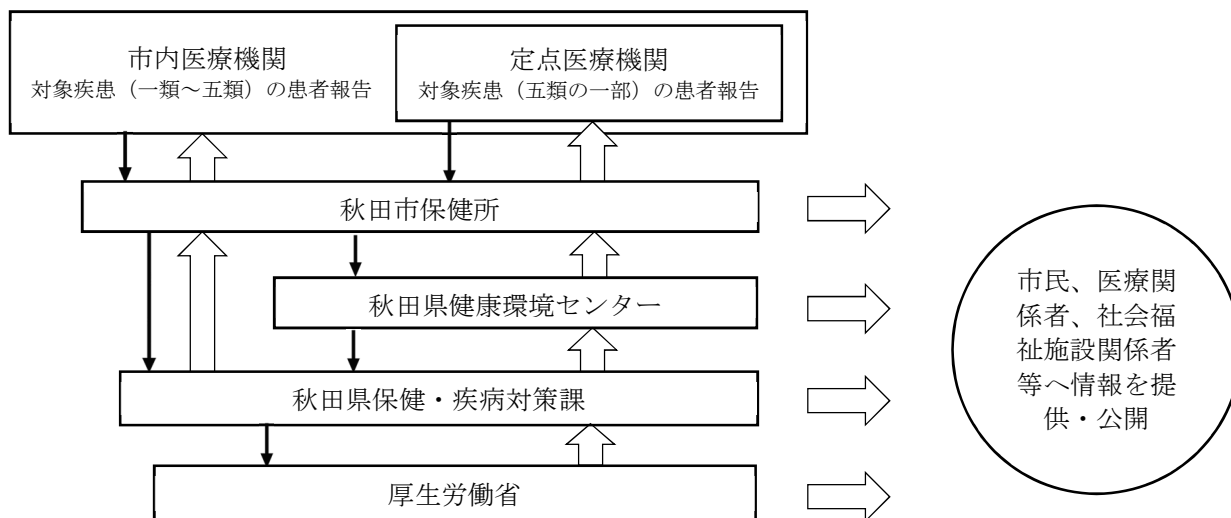 市内医療機関
対象疾患（一類～五類）の患者報告
定点医療機関
対象疾患（五類の一部）の患者報告
秋田市保健所
秋田県健康環境センター
秋田県保健・疾病対策課
厚生労働省
市民、医療関
係者、社会福
祉施設関係者
等へ情報を提
供・公開